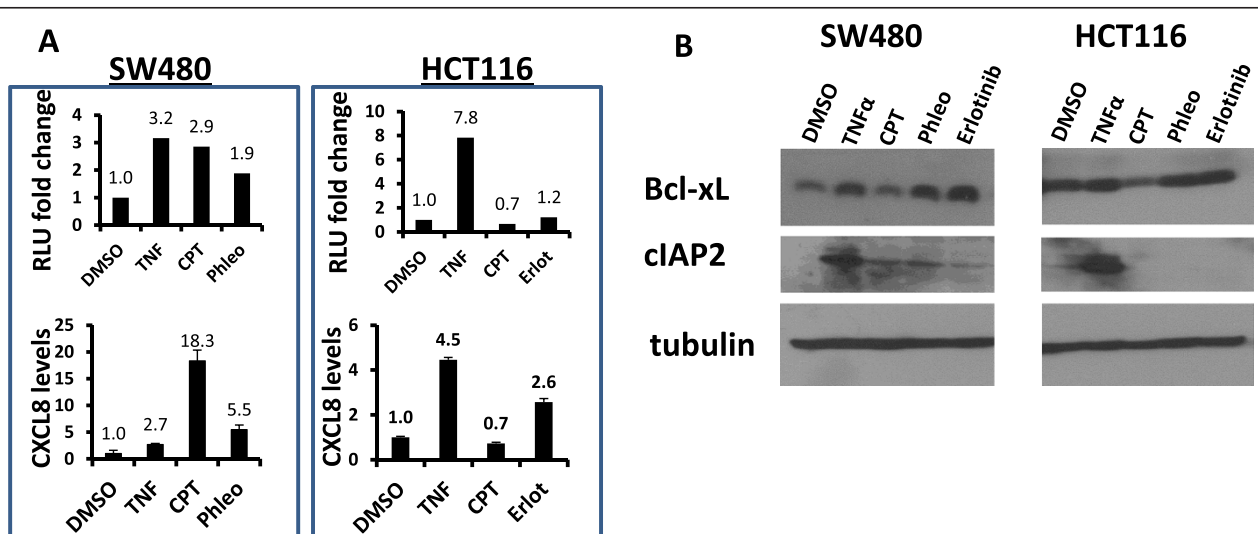 A
SW480
RLU fold change
4
3
2
1
0
1.0
3.2
2.9
1.9
DMSO
TNF
CPT
Phleo
CXCL8 levels
25
20
15
10
5
0
1.0
2.7
18.3
5.5
DMSO
TNF
CPT
Phleo
HCT116
RLU fold change
10
8
6
4
2
0
1.0
7.8
0.7
1.2
DMSO
TNF
CPT
Erlot
CXCL8 levels
6
4
2
0
1.0
4.5
0.7
2.6
DMSO
TNF
CPT
Erlot
B
SW480
DMSO
TNFα
CPT
Phleo
Erlotinib
HCT116
DMSO
TNFα
CPT
Phleo
Erlotinib
Bcl-xL
cIAP2
tubulin